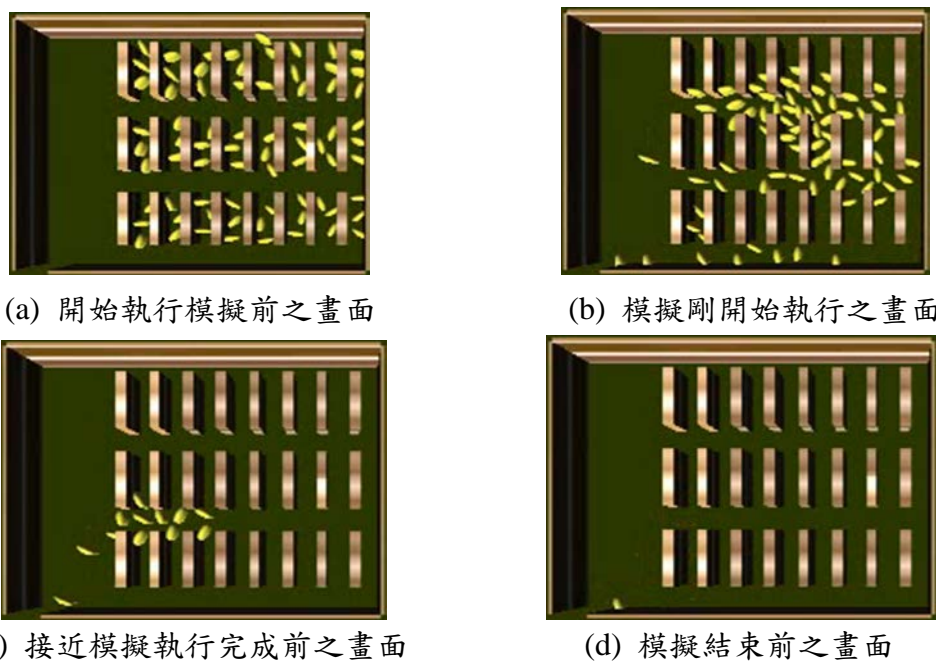 (a) 開始執行模擬前之畫面
(b) 模擬剛開始執行之畫面
) 接近模擬執行完成前之畫面
(d) 模擬結束前之畫面